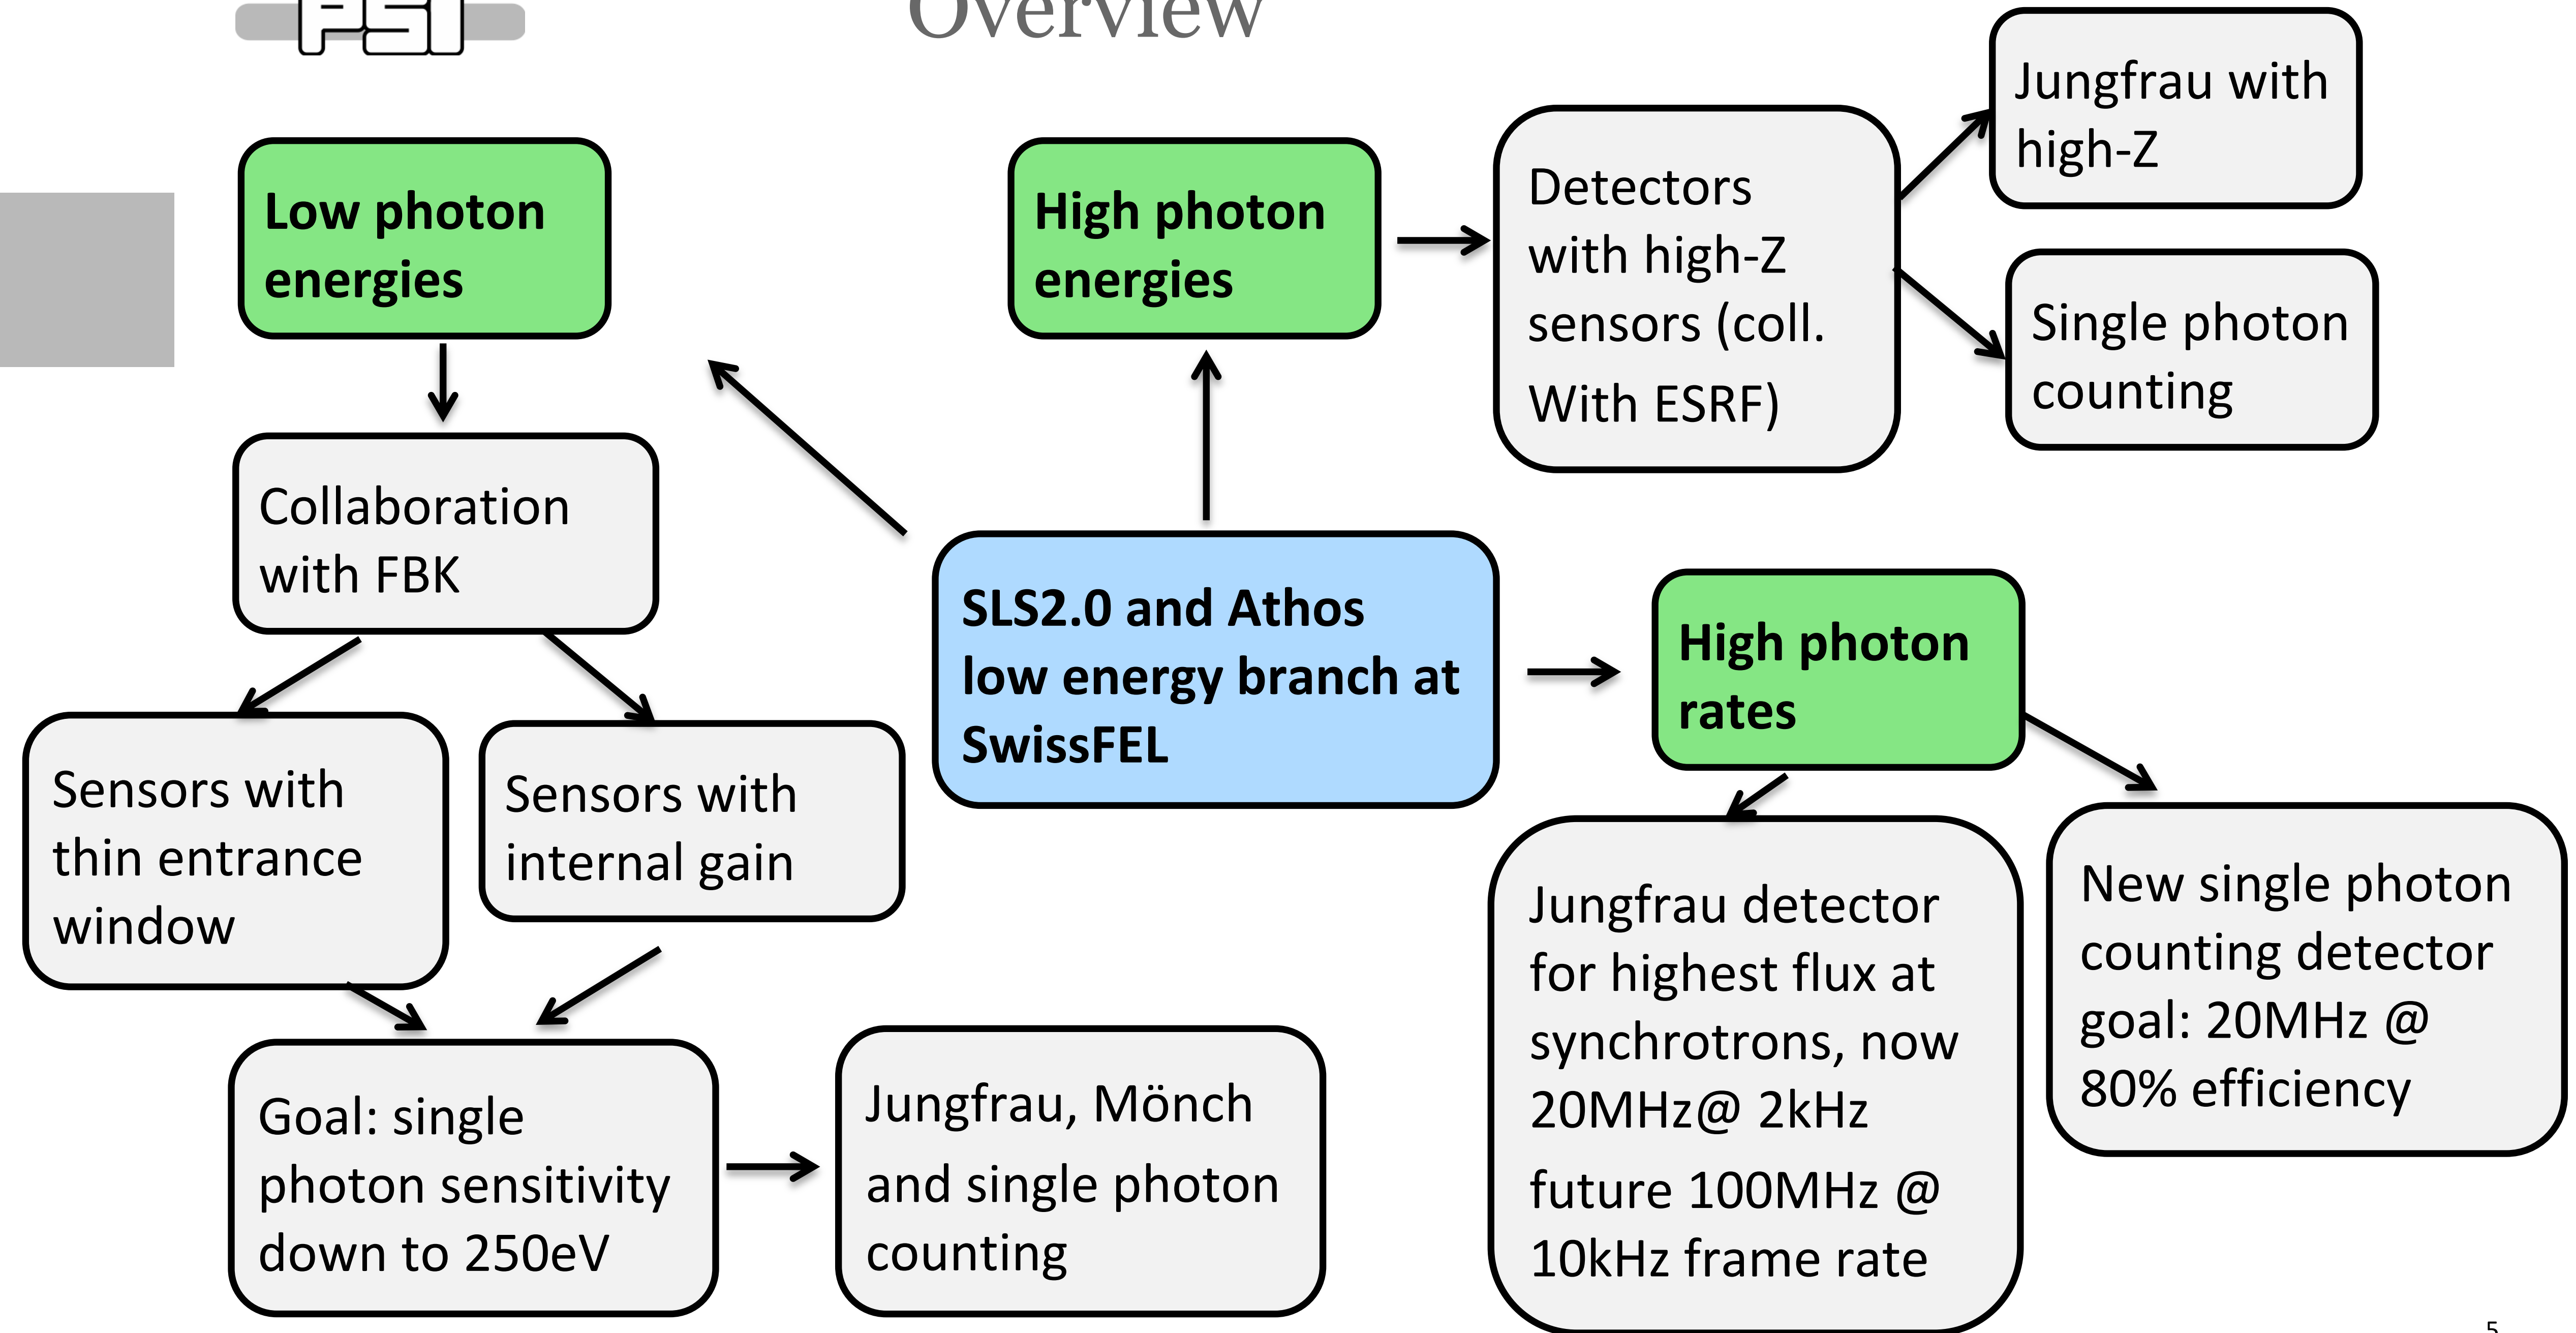 PSI
Overview
Low photon
energies
High photon
energies
Detectors
with high-Z
sensors (coll.
With ESRF)
Jungfrau with
high-Z
Single photon
counting
Collaboration
with FBK
SLS2.0 and Athos
low energy branch at
SwissFEL
High photon
rates
Sensors with
thin entrance
window
Sensors with
internal gain
Goal: single
photon sensitivity
down to 250eV
Jungfrau, Mönch
and single photon
counting
Jungfrau detector
for highest flux at
synchrotrons, now
20MHz@ 2kHz
future 100MHz @
10kHz frame rate
New single photon
counting detector
goal: 20MHz @
80% efficiency
5